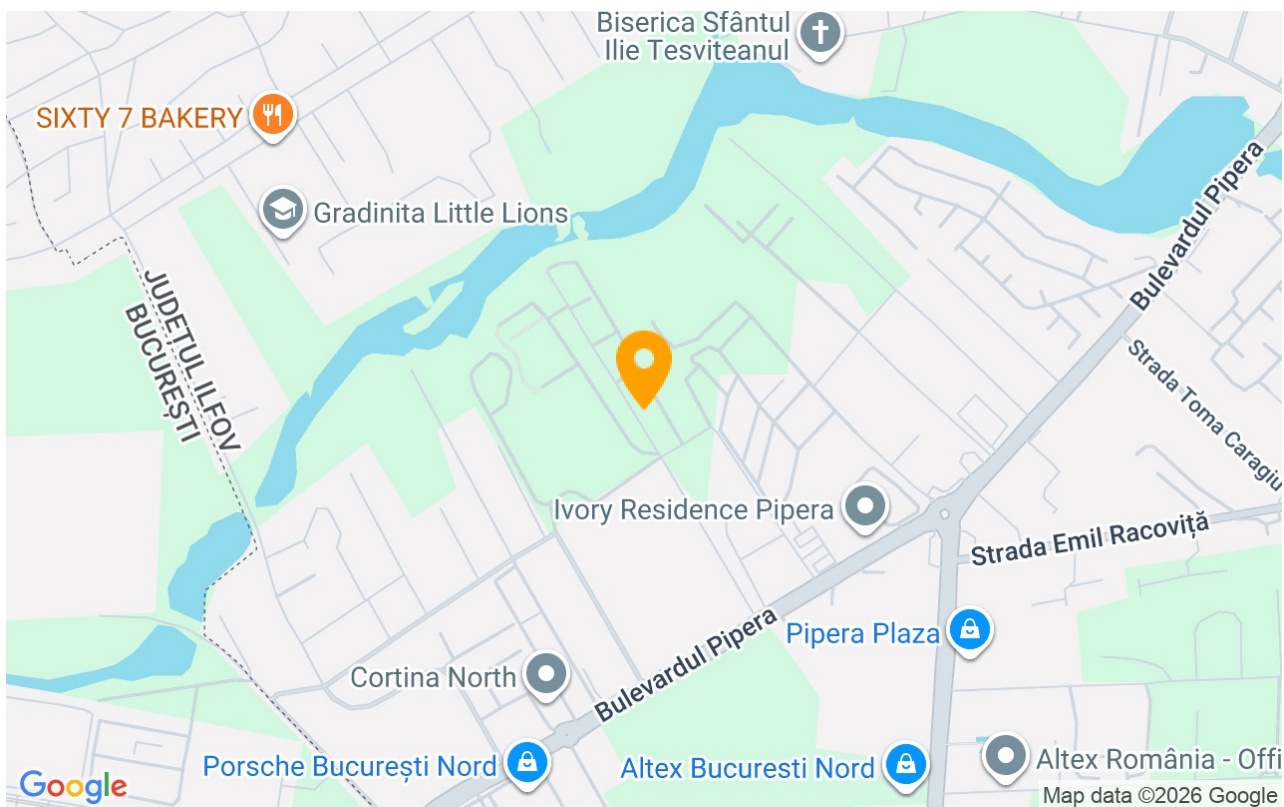 Biserica Sfântul
Ilie Tesviteanul
SIXTY 7 BAKERY
Gradinita Little Lions
Bulevardul Pipera
JUDEȚUL ILFOV
BUCUREȘTI
Strada Toma Caragiu
Ivory Residence Pipera
Strada Emil Racoviță
Bulevardul Pipera
Pipera Plaza
Cortina North
Porsche București Nord
Altex Bucuresti Nord
Altex România - Offi
Google
Map data ©2026 Google